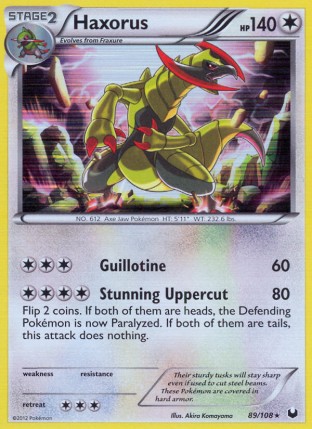 STAGE2 Haxorus HP140
Evolves from Fraxure
NO. 612 Axe Jaw Pokémon HT: 5'11" WT: 232.6 lbs.
Guillotine 60
Stunning Uppercut 80
Flip 2 coins. If both of them are heads, the Defending
Pokémon is now Paralyzed. If both of them are tails,
this attack does nothing.
weakness resistance
Their sturdy tusks will stay sharp
even if used to cut steel beams.
These Pokémon are covered in
hard armor.
retreat
©2012 Pokémon Illus. Akira Komayama 89/108